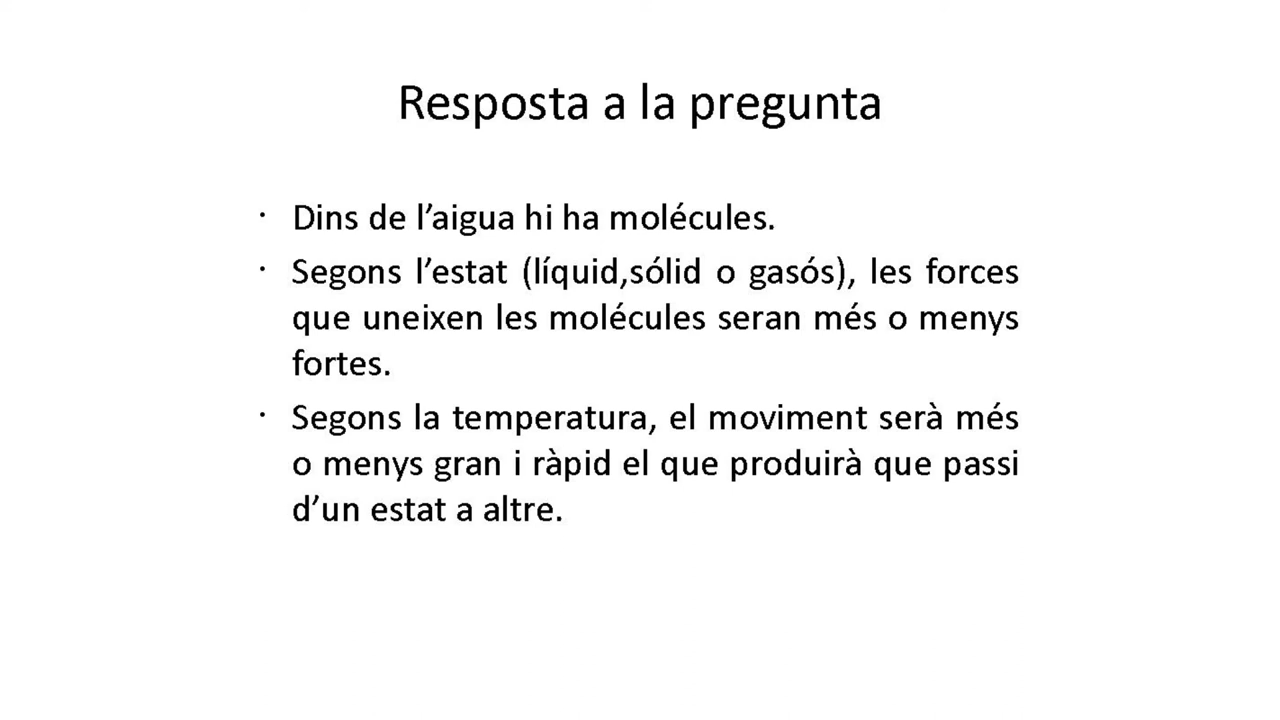 Resposta a la pregunta
· Dins de l’aigua hi ha molécules.
· Segons l’estat (líquid,sólid o gasós), les forces
que uneixen les molécules seran més o menys
fortes.
· Segons la temperatura, el moviment serà més
o menys gran i ràpid el que produirà que passi
d’un estat a altre.